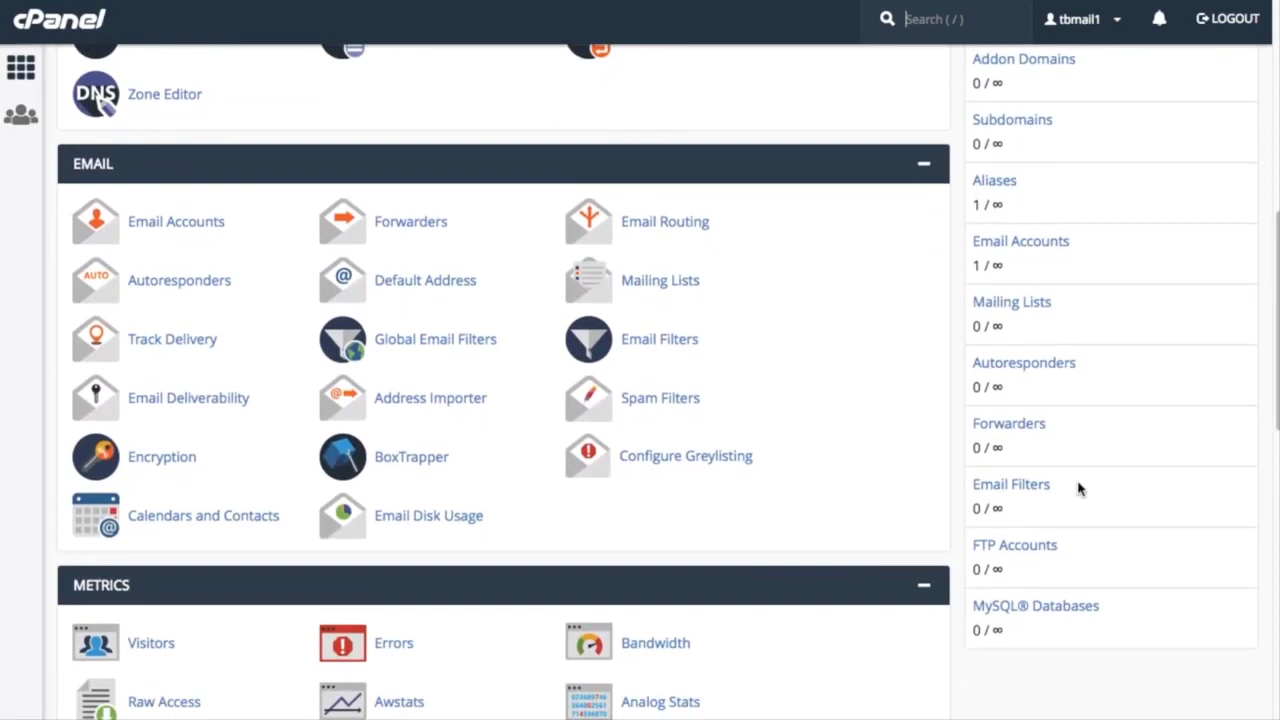 cPanel
Search ( / )
tbmail1
LOGOUT
DNS
Zone Editor
EMAIL
Email Accounts
Forwarders
Email Routing
AUTO
Autoresponders
@
Default Address
Mailing Lists
Track Delivery
Global Email Filters
Email Filters
Email Deliverability
@
Address Importer
Spam Filters
Encryption
BoxTrapper
Configure Greylisting
@
Calendars and Contacts
Email Disk Usage
METRICS
Visitors
Errors
Bandwidth
Raw Access
Awstats
Analog Stats
Addon Domains
0 / ∞
Subdomains
0 / ∞
Aliases
1 / ∞
Email Accounts
1 / ∞
Mailing Lists
0 / ∞
Autoresponders
0 / ∞
Forwarders
0 / ∞
Email Filters
0 / ∞
FTP Accounts
0 / ∞
MySQL® Databases
0 / ∞